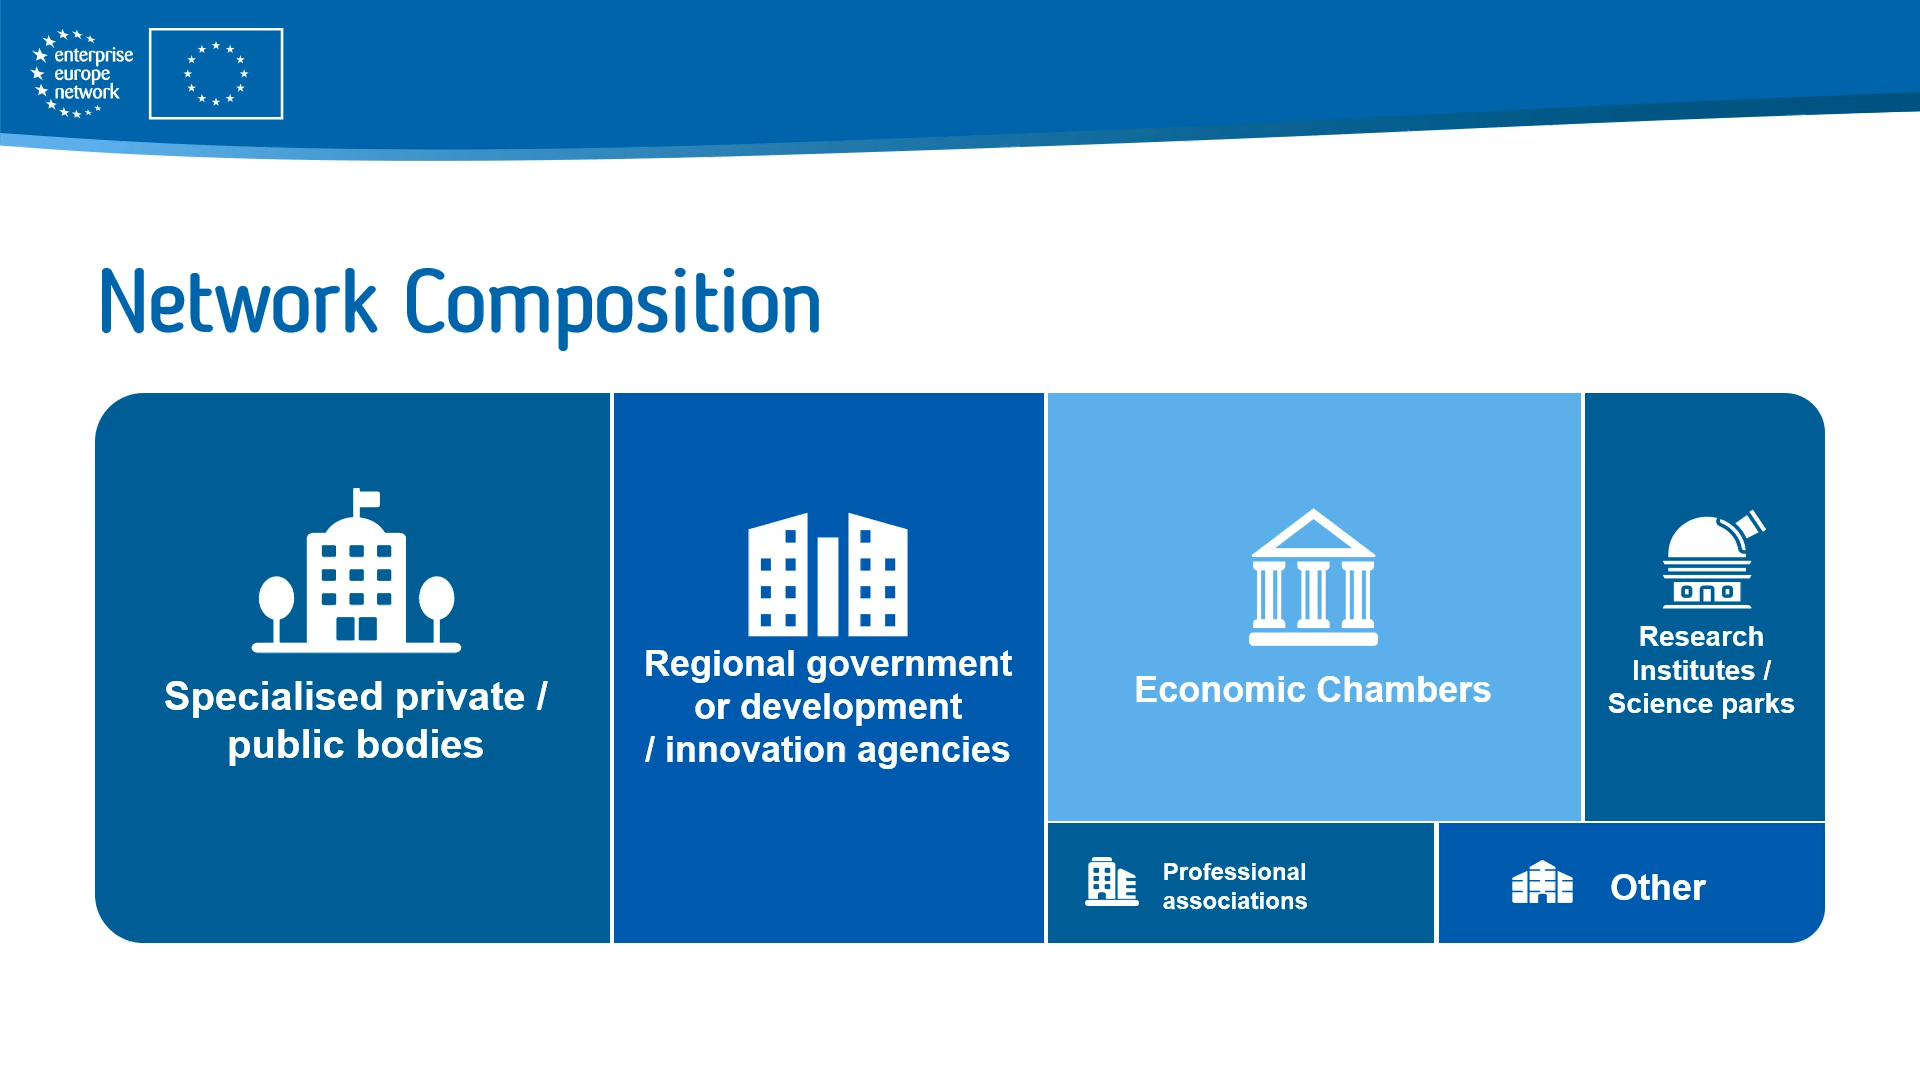 enterprise
europe
network
Network Composition
Specialised private /
public bodies
Regional government
or development
/ innovation agencies
Economic Chambers
Research
Institutes /
Science parks
Professional
associations
Other